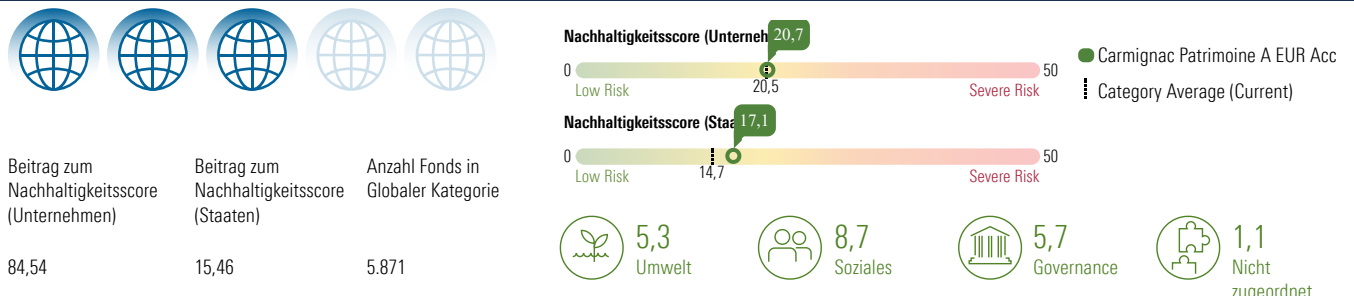 Beitrag zum
Nachhaltigkeitsscore
(Unternehmen)
84,54
Beitrag zum
Nachhaltigkeitsscore
(Staaten)
15,46
Anzahl Fonds in
Globaler Kategorie
5.871
Nachhaltigkeitsscore (Unterneh
20,7
0
50
Low Risk
20,5
Severe Risk
Nachhaltigkeitsscore (Staa
17,1
0
50
Low Risk
14,7
Severe Risk
Carmignac Patrimoine A EUR Acc
Category Average (Current)
5,3
Umwelt
8,7
Soziales
5,7
Governance
1,1
Nicht
zugeordnet